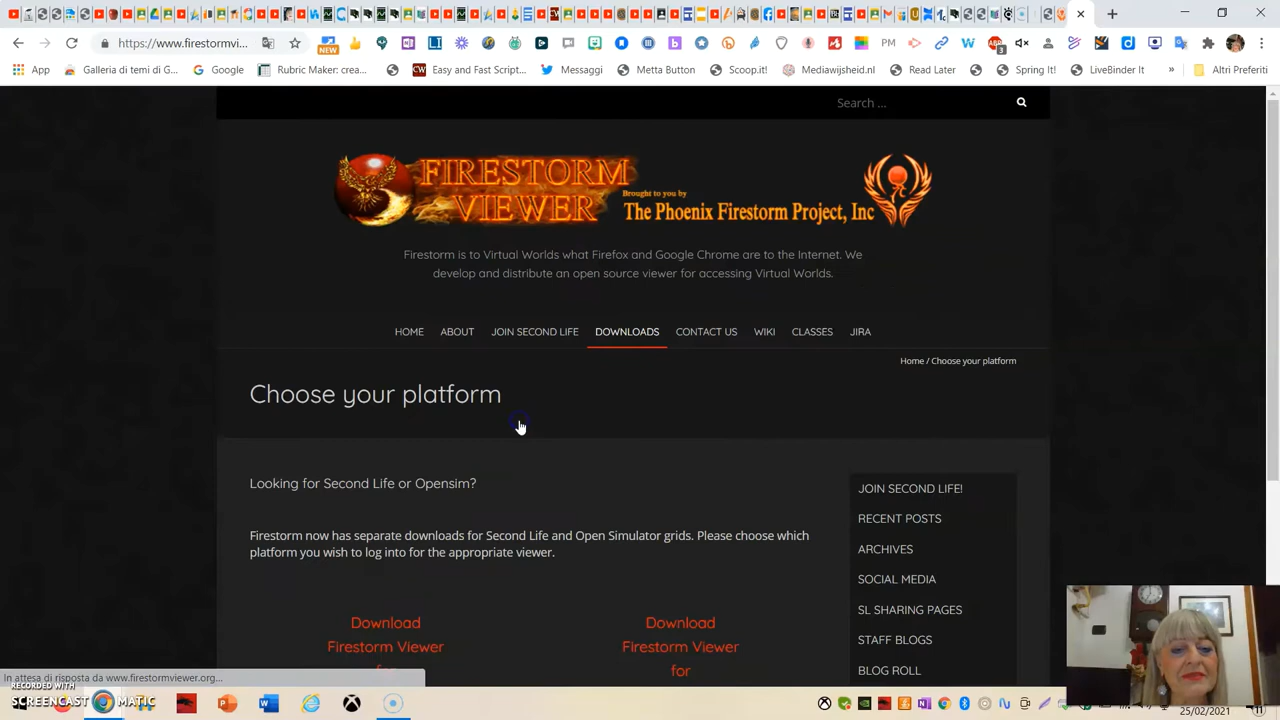 https://www.firestormvi...
NEW
PM
3
App
Galleria di temi di G...
Google
Rubric Maker: crea...
Easy and Fast Script...
Messaggi
Metta Button
Scoop.it!
Mediawijsheid.nl
Read Later
Spring It!
LiveBinder It
»
Altri Preferiti
Search ...
FIRESTORM
VIEWER
Brought to you by
The Phoenix Firestorm Project, Inc
Firestorm is to Virtual Worlds what Firefox and Google Chrome are to the Internet. We
develop and distribute an open source viewer for accessing Virtual Worlds.
HOME ABOUT JOIN SECOND LIFE DOWNLOADS CONTACT US WIKI CLASSES JIRA
Home / Choose your platform
Choose your platform
Looking for Second Life or Opensim?
Firestorm now has separate downloads for Second Life and Open Simulator grids. Please choose which
platform you wish to log into for the appropriate viewer.
Download
Firestorm Viewer
for
Download
Firestorm Viewer
for
JOIN SECOND LIFE!
RECENT POSTS
ARCHIVES
SOCIAL MEDIA
SL SHARING PAGES
STAFF BLOGS
BLOG ROLL
In attesa di risposta da www.firestormviewer.org...
RECORDED WITH
SCREENCAST MATIC
25/02/2021